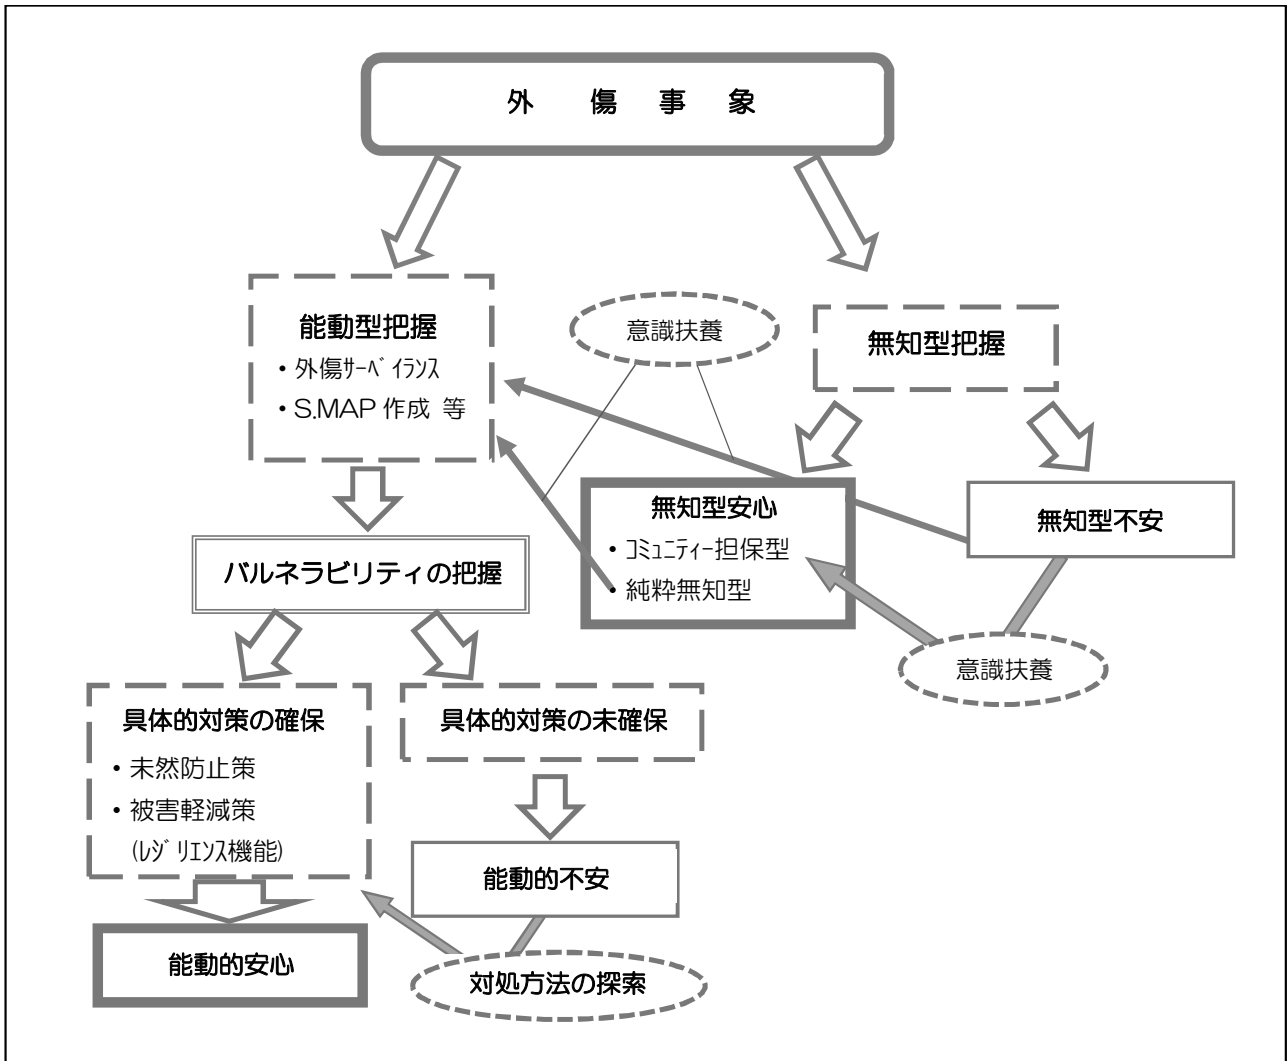 外 傷 事 象
能動型把握
・外傷ｻｰﾍﾞｲﾗﾝｽ
・S.MAP 作成 等
意識扶養
無知型把握
無知型安心
・ｺﾐｭﾆﾃｨｰ担保型
・純粋無知型
無知型不安
バルネラビリティの把握
意識扶養
具体的対策の確保
・未然防止策
・被害軽減策
(ﾚｼﾞﾘｴﾝｽ機能)
具体的対策の未確保
能動的不安
能動的安心
対処方法の探索